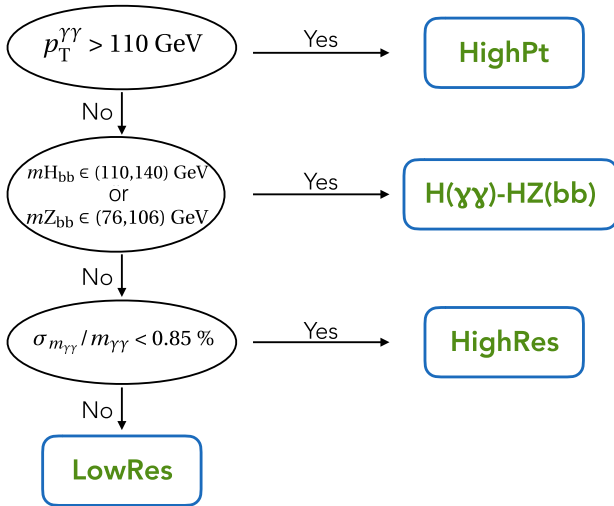 p_T^γγ > 110 GeV
Yes
HighPt
No
mH_bb ∈ (110,140) GeV
or
mZ_bb ∈ (76,106) GeV
Yes
H(γγ)-HZ(bb)
No
σ_m_γγ / m_γγ < 0.85 %
Yes
HighRes
No
LowRes